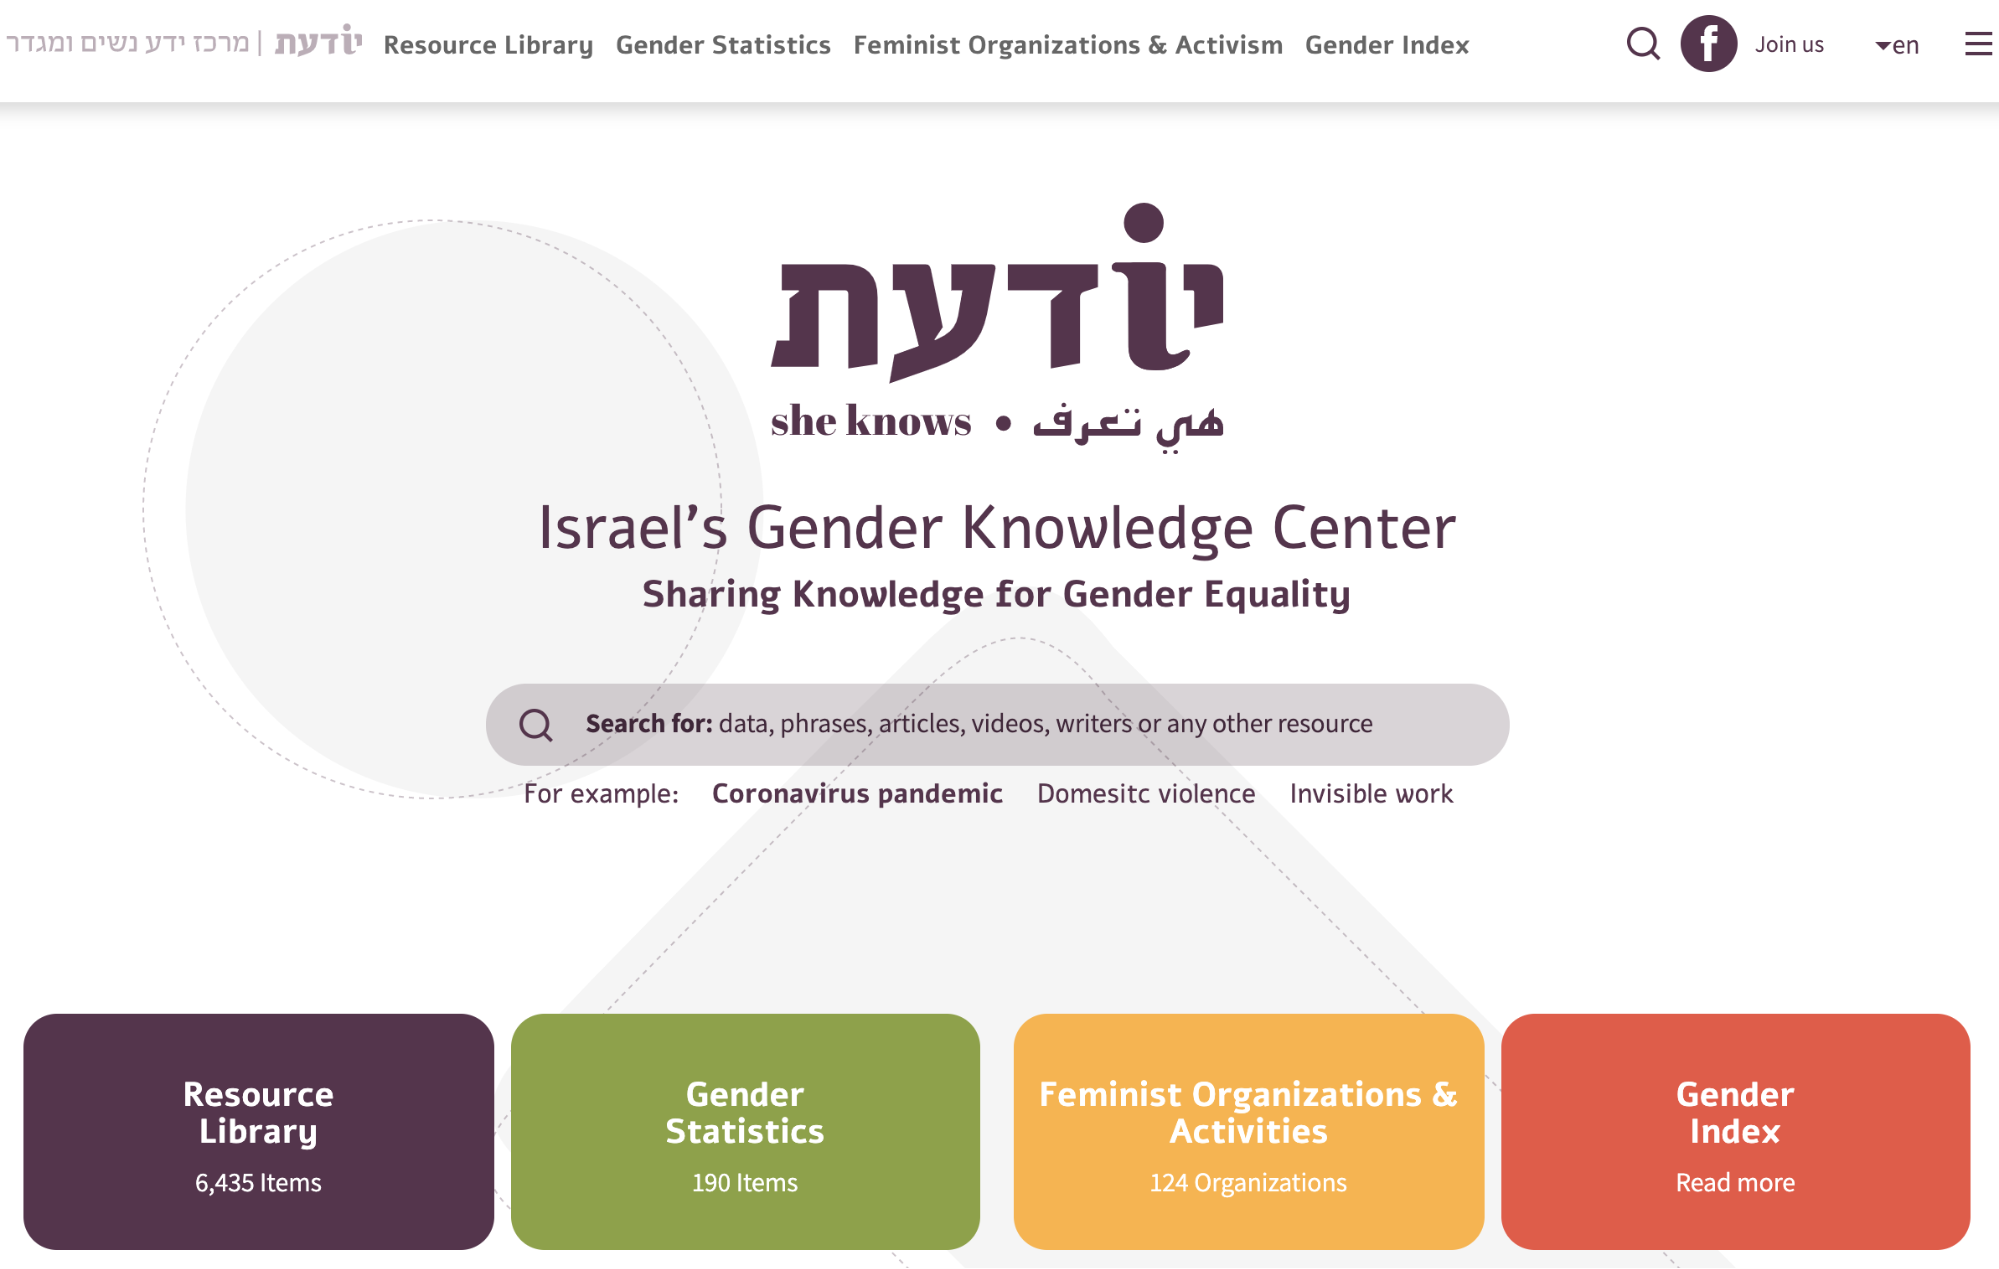 יודעת | מרכז ידע נשים ומגדר
Resource Library Gender Statistics Feminist Organizations & Activism Gender Index
Join us
en
יודעת
she knows • هي تعرف
Israel's Gender Knowledge Center
Sharing Knowledge for Gender Equality
Search for: data, phrases, articles, videos, writers or any other resource
For example: Coronavirus pandemic Domesitc violence Invisible work
Resource
Library
6,435 Items
Gender
Statistics
190 Items
Feminist Organizations &
Activities
124 Organizations
Gender
Index
Read more